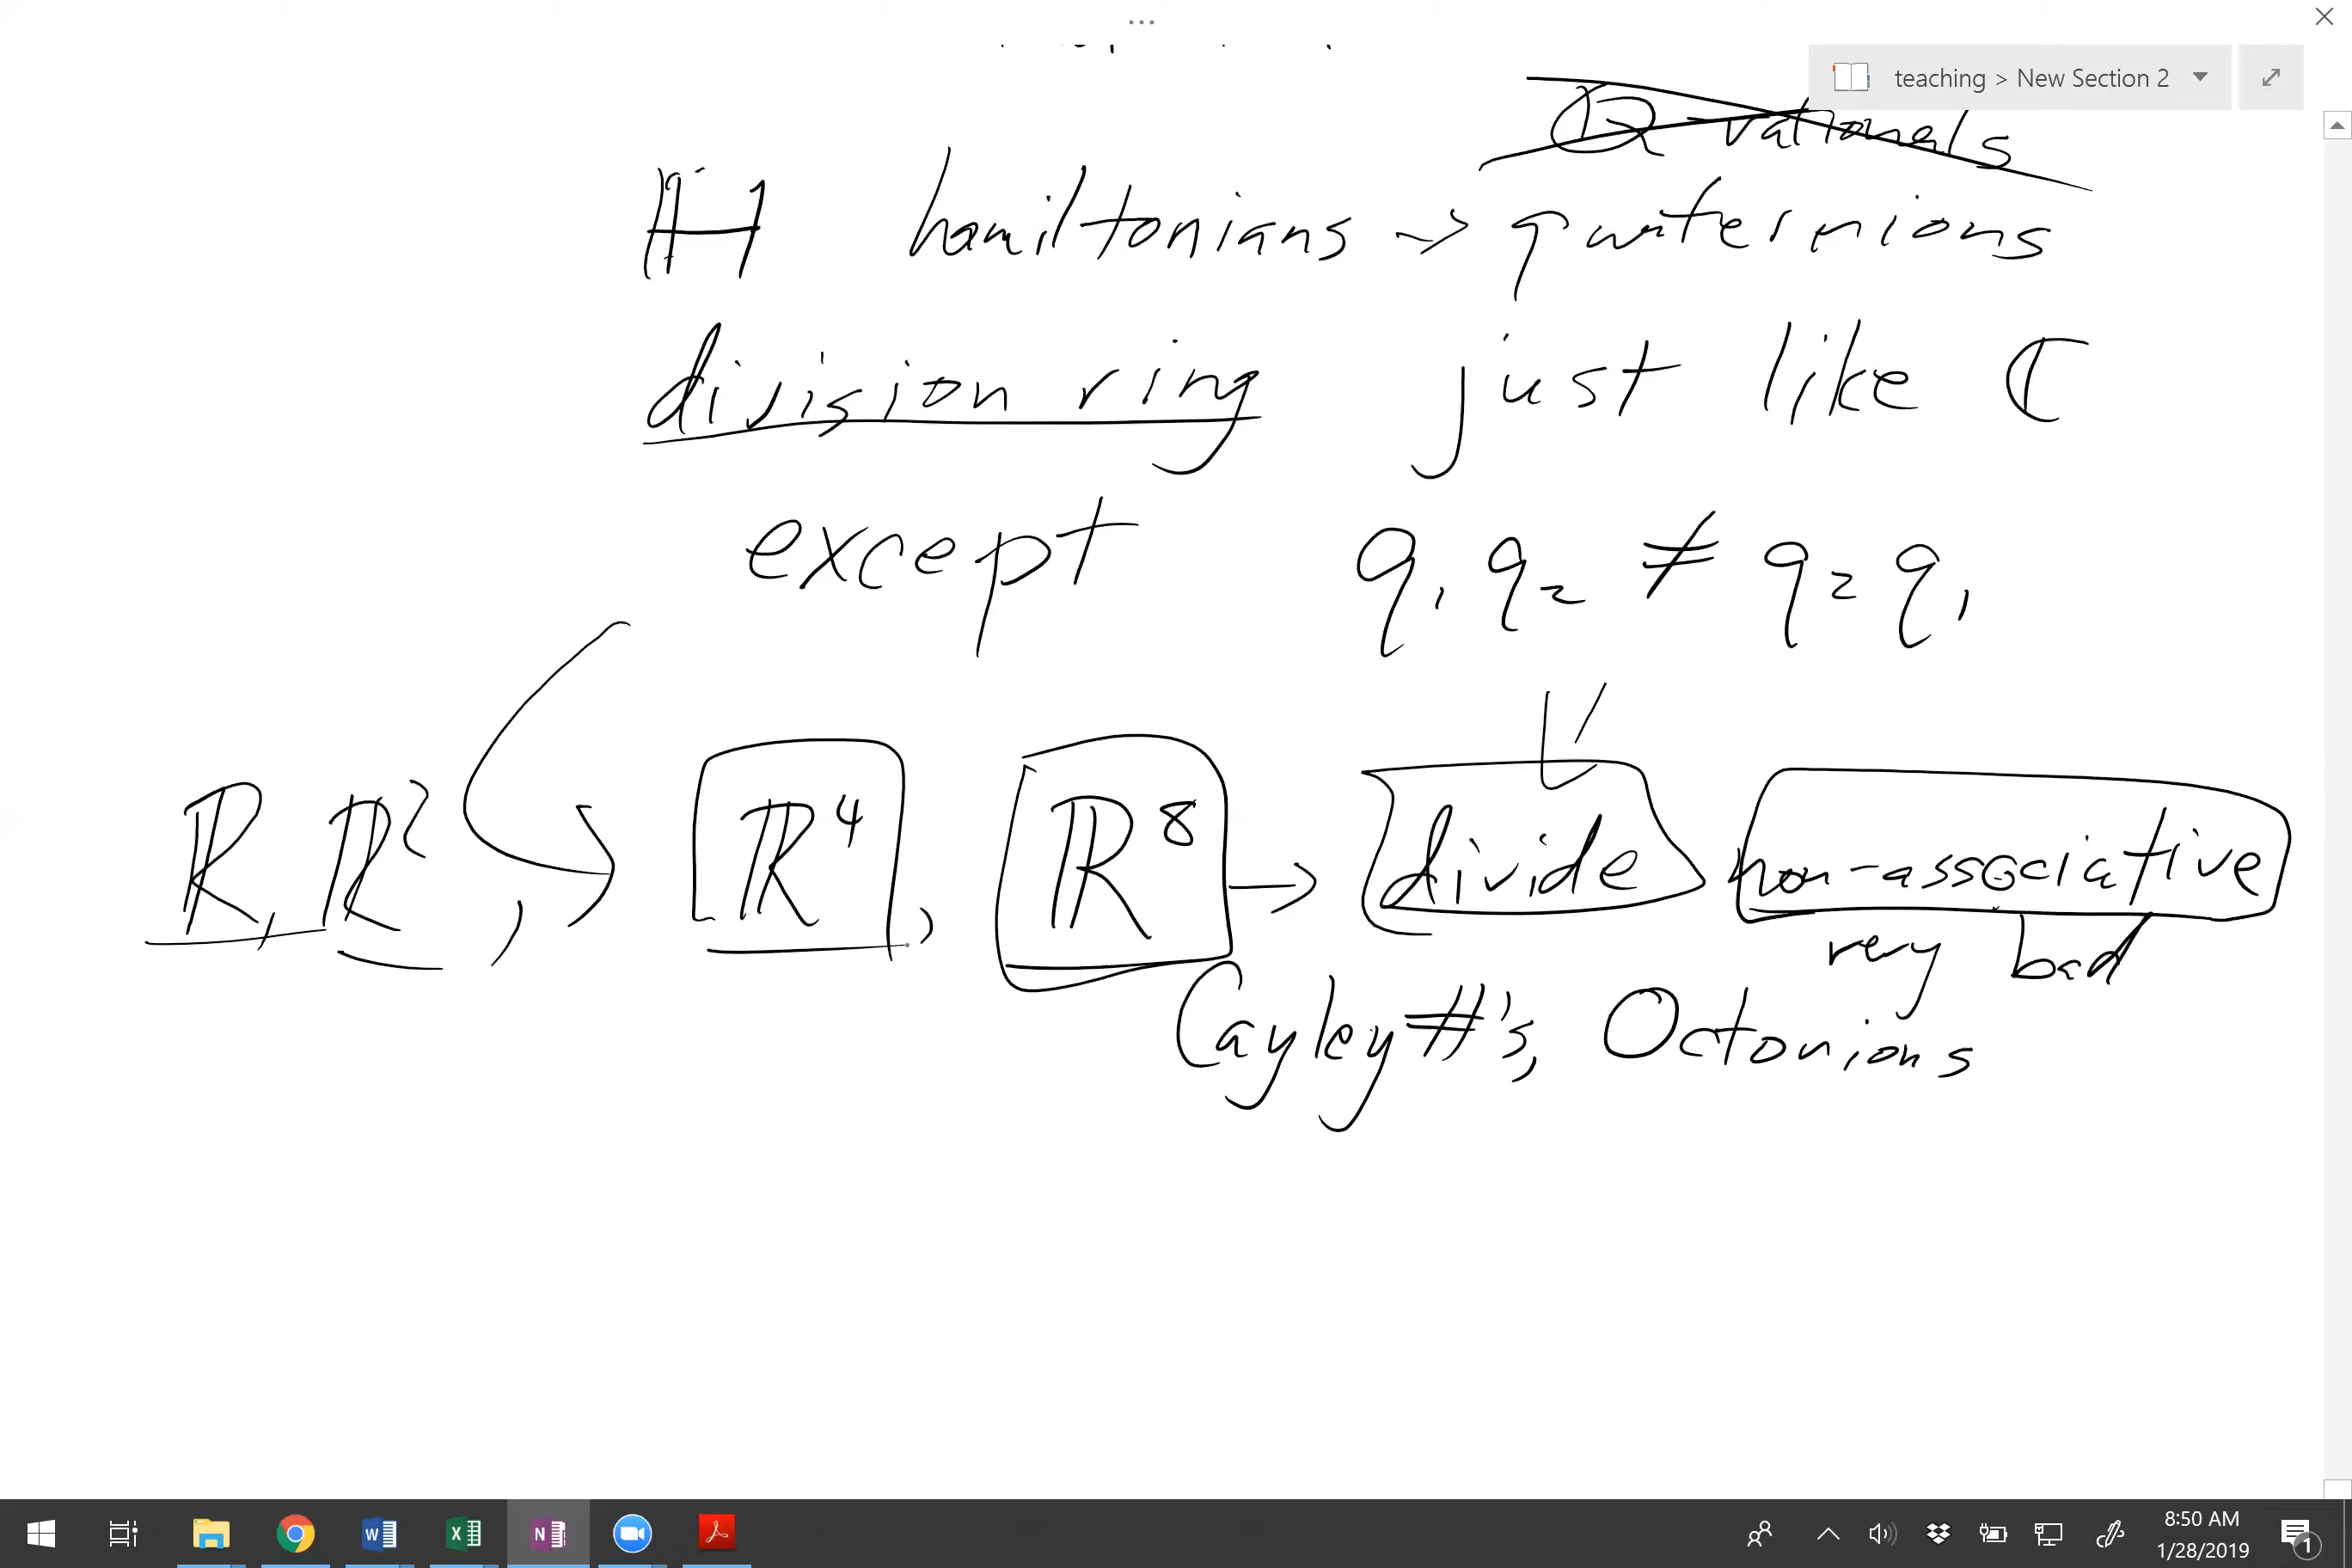 teaching > New Section 2
ℚ rationals
ℍ hamiltonians → quaternions
division ring just like ℂ
except q₁q₂ ≠ q₂q₁
ℝ, ℝ², ℝ⁴, ℝ⁸ → divide non-associative
very bad
Cayley #'s, Octonions
8:50 AM
1/28/2019
1